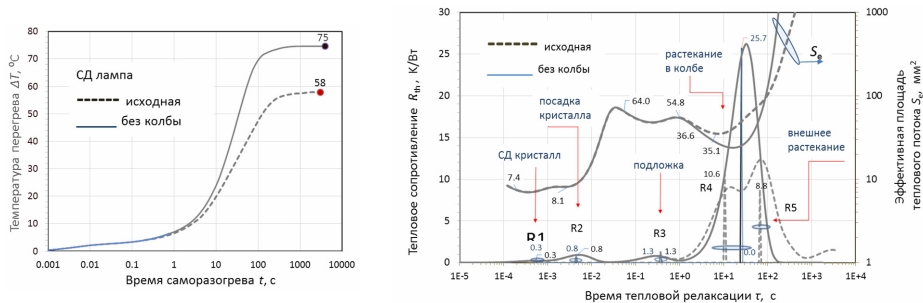 80
70
60
50
40
30
20
10
0
Температура перегрева ΔT, ⁰C
75
58
СД лампа
исходная
без колбы
0.001
0.01
0.1
1
10
100
1000
10000
Время саморазогрева t, с
30
25
20
15
10
5
0
Тепловое сопротивление Rth, К/Вт
исходная
без колбы
растекание
в колбе
25.7
Sе
посадка
кристалла
64.0
54.8
36.6
35.1
внешнее
растекание
СД кристалл
подложка
7.4
8.1
10.6
R4
8.8
R5
R1
R2
R3
0.3
0.3
0.8
0.8
1.3
1.3
0.0
1000
100
10
1
Эффективная площадь
теплового потока Sе, мм²
1E-5
1E-4
1E-3
1E-2
1E-1
1E+0
1E+1
1E+2
1E+3
1E+4
Время тепловой релаксации τ, с